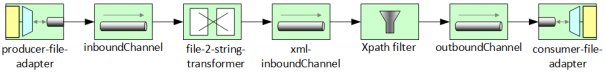 producer-file-
adapter
inboundChannel
file-2-string-
transformer
xml-
inboundChannel
Xpath filter
outboundChannel
consumer-file-
adapter